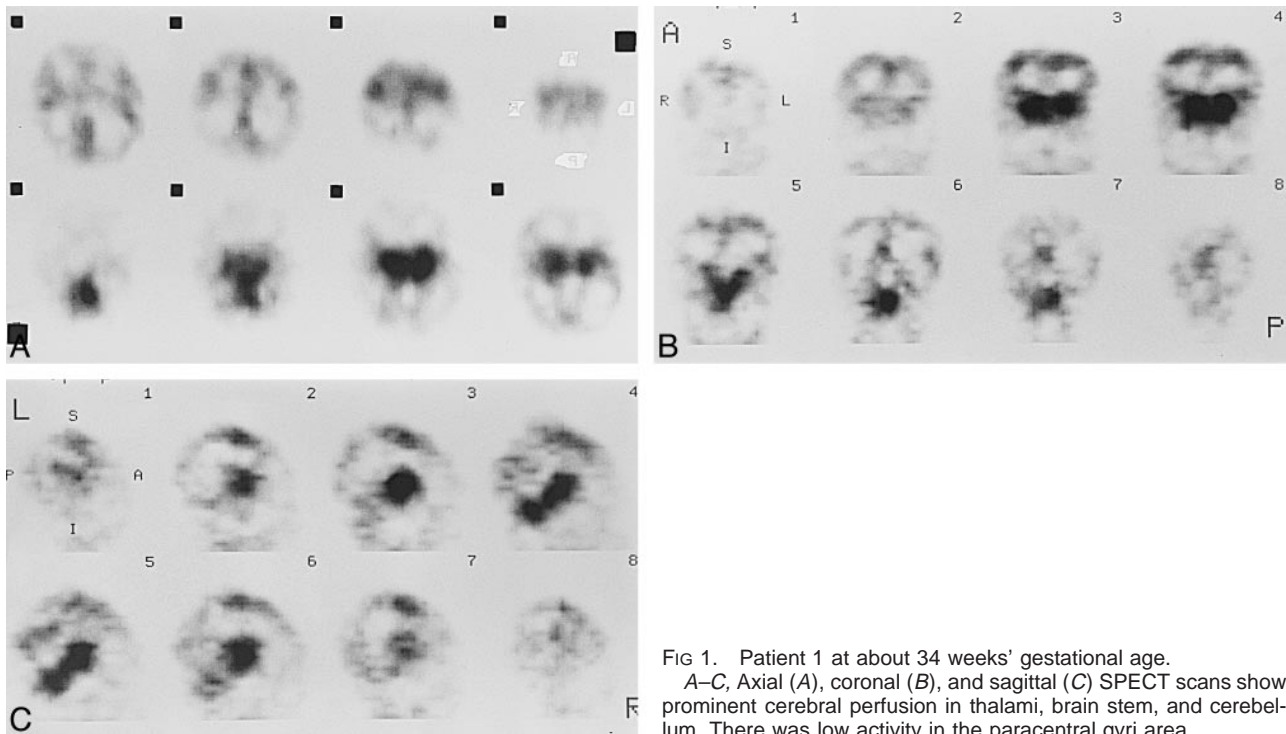 A
B
1 2 3 4
A
S
R L
I
5 6 7 8
P
C
1 2 3 4
L
S
P A
I
5 6 7 8
R
FIG 1. Patient 1 at about 34 weeks' gestational age.
A–C, Axial (A), coronal (B), and sagittal (C) SPECT scans show
prominent cerebral perfusion in thalami, brain stem, and cerebel-
lum. There was low activity in the paracentral gyri area.